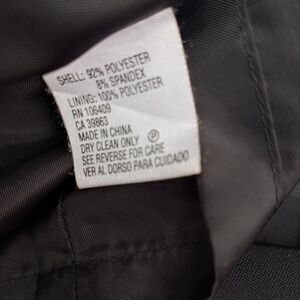 SHELL: 92% POLYESTER
8% SPANDEX
LINING: 100% POLYESTER
RN 106409
CA 39863
MADE IN CHINA
DRY CLEAN ONLY Ⓟ
SEE REVERSE FOR CARE
VER AL DORSO PARA CUIDADO